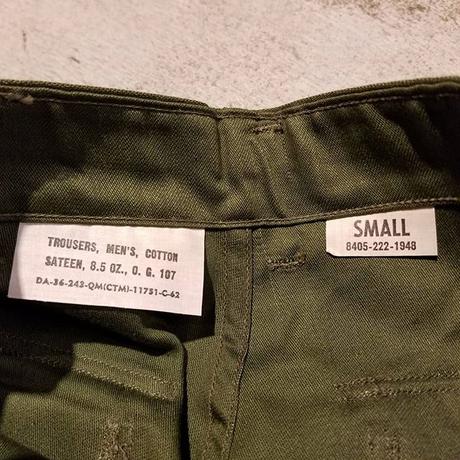 TROUSERS, MEN'S, COTTON
SATEEN, 8.5 OZ., O. G. 107
DA-36-243-QM(CTM)-11751-C-62
SMALL
8405-222-1948